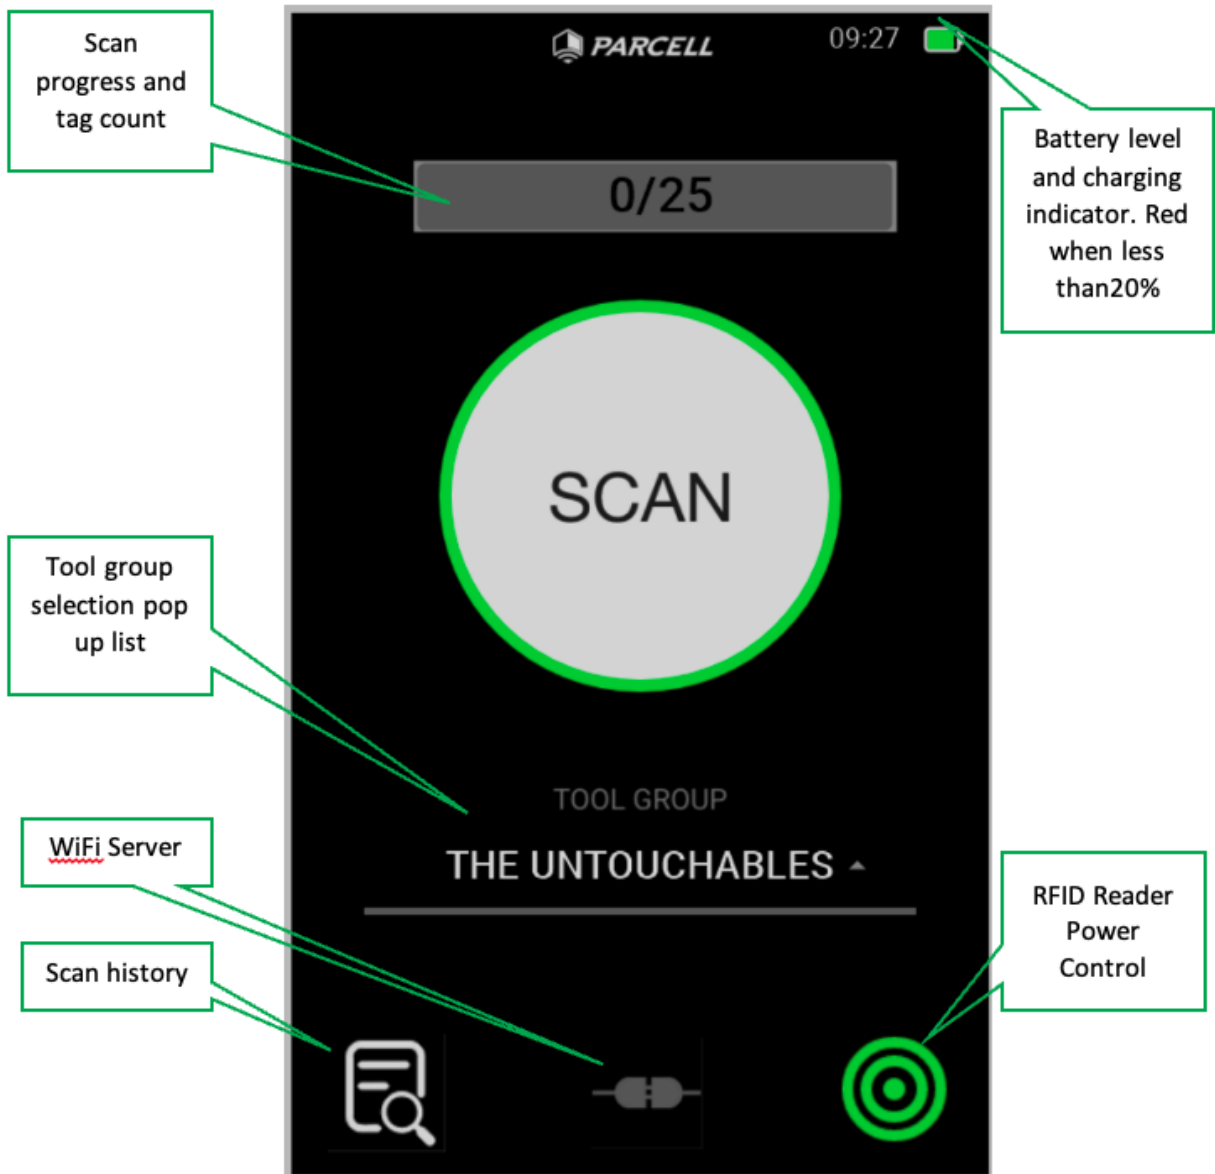 Scan
progress and
tag count
PARCELL
09:27
Battery level
and charging
indicator. Red
when less
than20%
0/25
SCAN
Tool group
selection pop
up list
TOOL GROUP
THE UNTOUCHABLES
WiFi Server
Scan history
RFID Reader
Power
Control